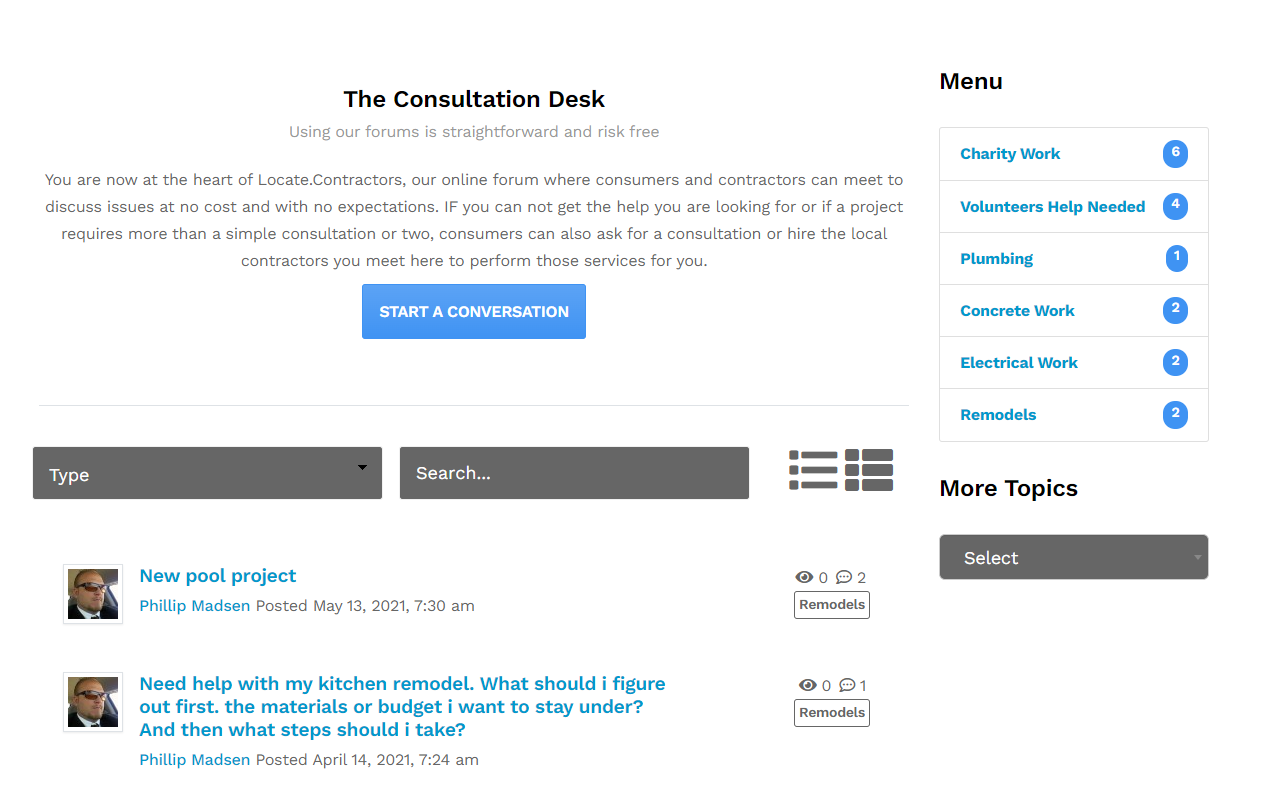 The Consultation Desk
Using our forums is straightforward and risk free
You are now at the heart of Locate.Contractors, our online forum where consumers and contractors can meet to
discuss issues at no cost and with no expectations. IF you can not get the help you are looking for or if a project
requires more than a simple consultation or two, consumers can also ask for a consultation or hire the local
contractors you meet here to perform those services for you.
START A CONVERSATION
Type
Search...
New pool project
Phillip Madsen Posted May 13, 2021, 7:30 am
0 2
Remodels
Need help with my kitchen remodel. What should i figure
out first. the materials or budget i want to stay under?
And then what steps should i take?
Phillip Madsen Posted April 14, 2021, 7:24 am
0 1
Remodels
Menu
Charity Work 6
Volunteers Help Needed 4
Plumbing 1
Concrete Work 2
Electrical Work 2
Remodels 2
More Topics
Select